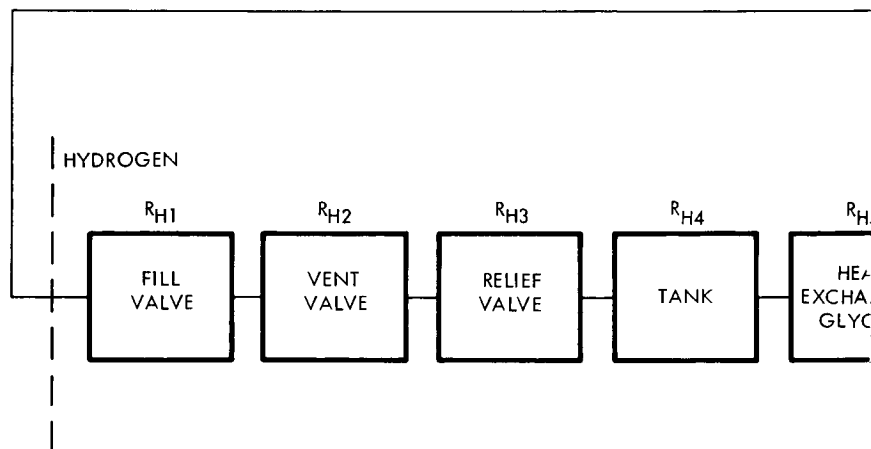 HYDROGEN
RH1
RH2
RH3
RH4
FILL
VALVE
VENT
VALVE
RELIEF
VALVE
TANK